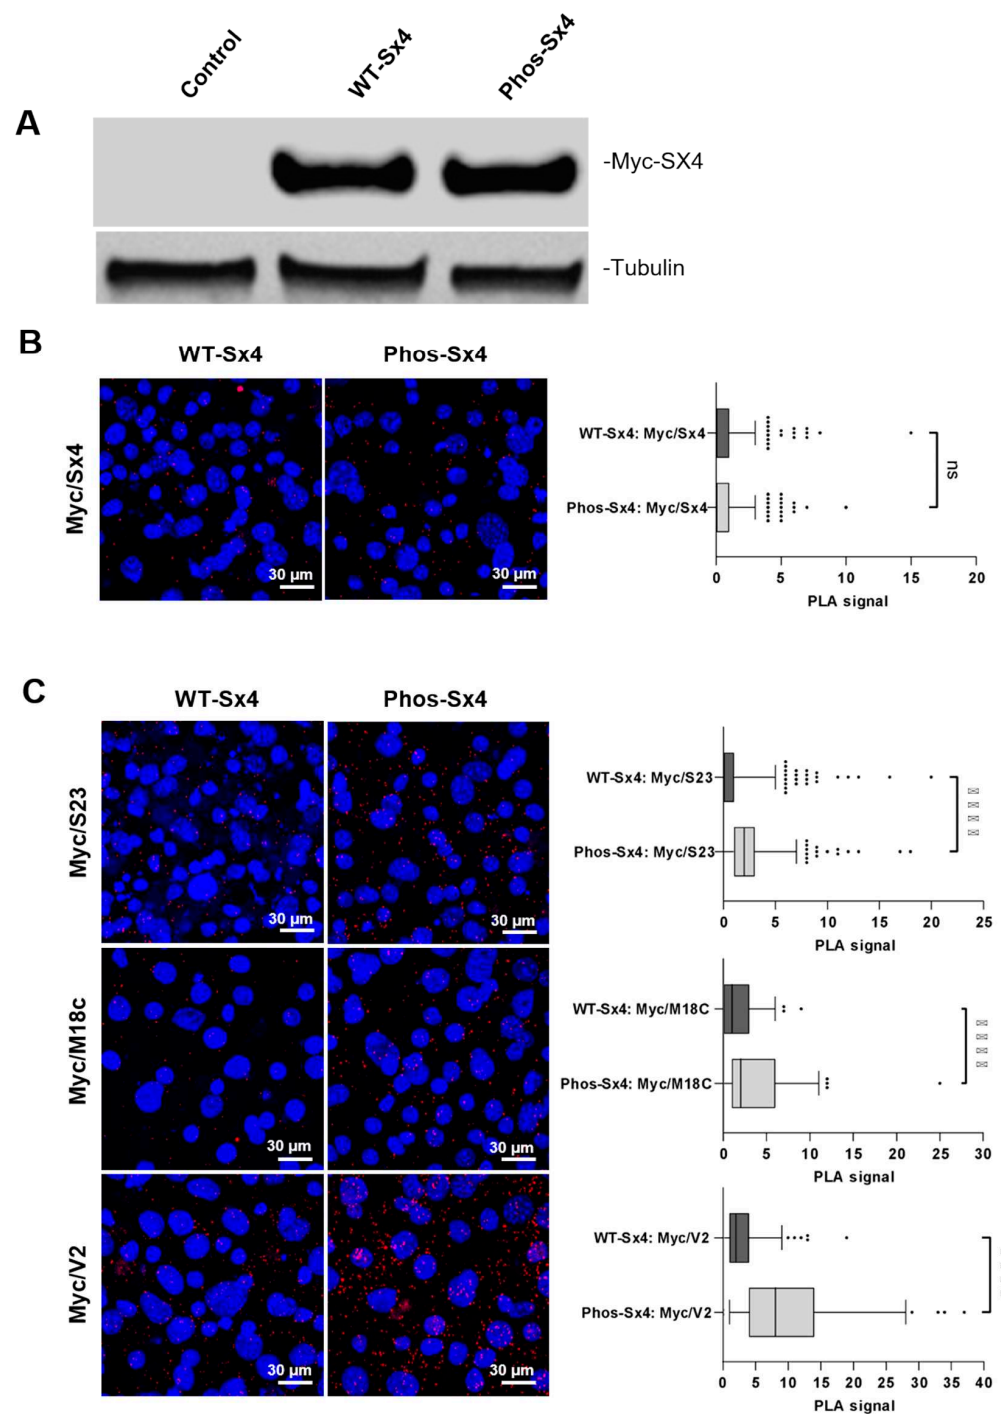 Control
WT-Sx4
Phos-Sx4
A
-Myc-SX4
-Tubulin
B
WT-Sx4
Phos-Sx4
Myc/Sx4
30 µm
30 µm
WT-Sx4: Myc/Sx4
Phos-Sx4: Myc/Sx4
ns
0 5 10 15 20
PLA signal
C
WT-Sx4
Phos-Sx4
Myc/S23
30 µm
30 µm
WT-Sx4: Myc/S23
Phos-Sx4: Myc/S23
0 5 10 15 20 25
PLA signal
Myc/M18c
30 µm
30 µm
WT-Sx4: Myc/M18C
Phos-Sx4: Myc/M18C
0 5 10 15 20 25 30
PLA signal
Myc/V2
30 µm
30 µm
WT-Sx4: Myc/V2
Phos-Sx4: Myc/V2
0 5 10 15 20 25 30 35 40
PLA signal